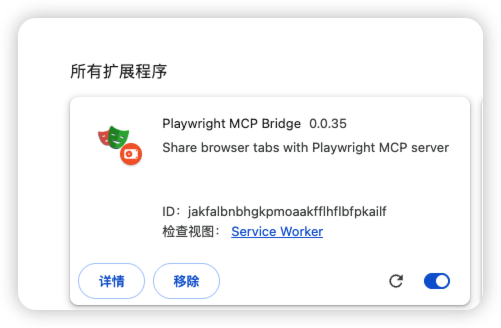 所有扩展程序
Playwright MCP Bridge 0.0.35
Share browser tabs with Playwright MCP server
ID：jakfalbnbhgkpmoaakfflhflbfpkailf
检查视图： Service Worker
详情 移除